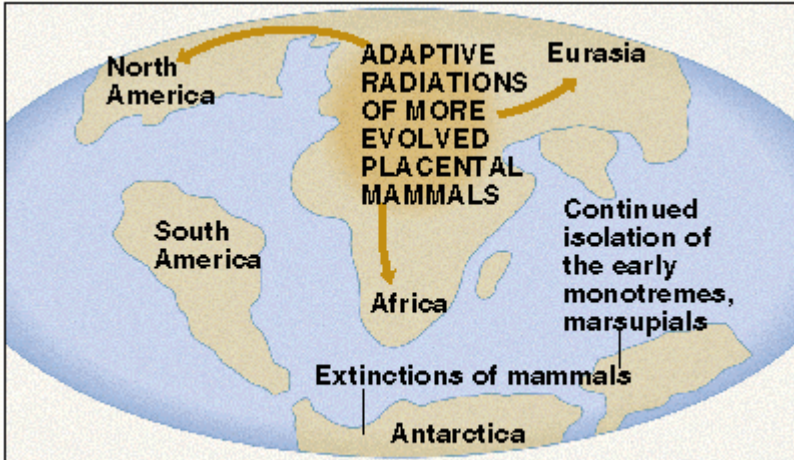 North
America
ADAPTIVE
RADIATIONS
OF MORE
EVOLVED
PLACENTAL
MAMMALS
Eurasia
South
America
Africa
Continued
isolation of
the early
monotremes,
marsupials
Extinctions of mammals
Antarctica